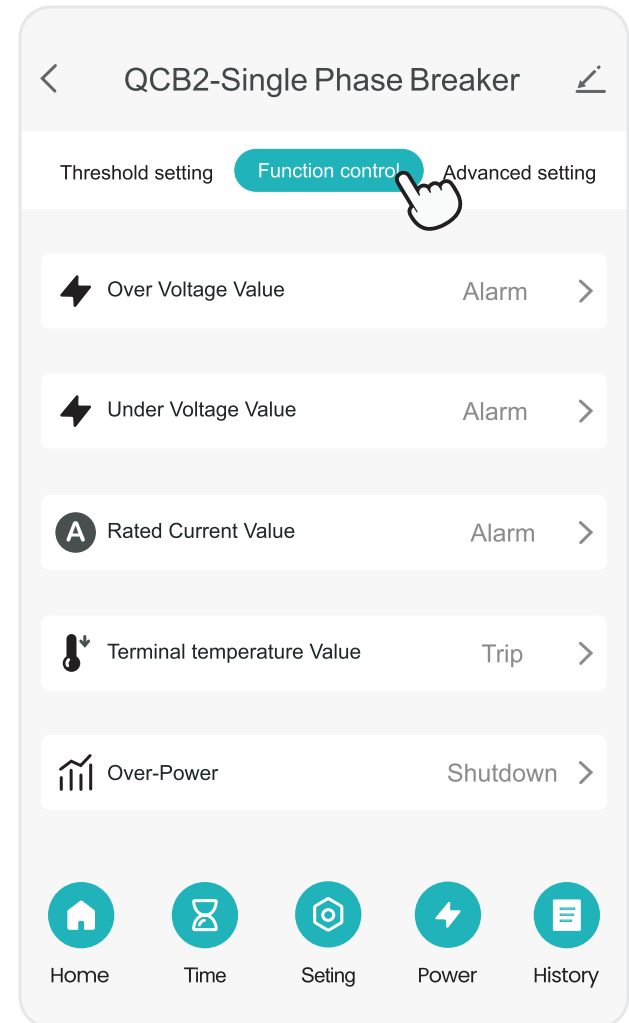 QCB2-Single Phase Breaker
Threshold setting Function control Advanced setting
Over Voltage Value Alarm
Under Voltage Value Alarm
A Rated Current Value Alarm
Terminal temperature Value Trip
Over-Power Shutdown
Home Time Seting Power History